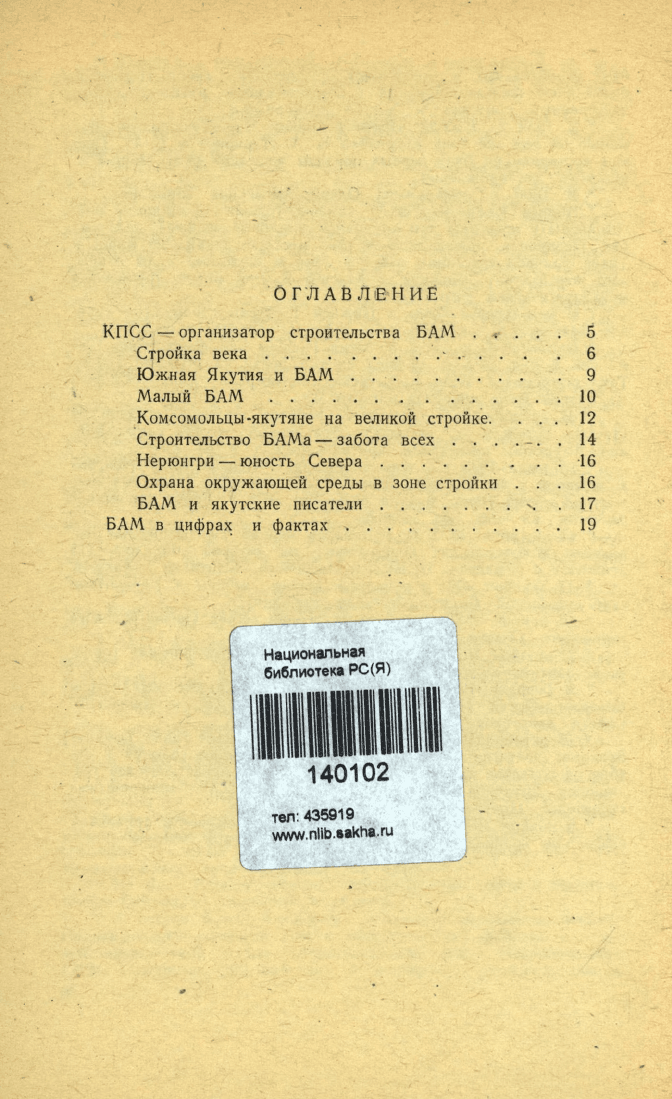 ОГЛАВЛЕНИЕ
КПСС — организатор строительства БАМ . . . . . 5
Стройка века . . . . . . . . . . . . . . 6
Южная Якутия и БАМ . . . . . . . . . . 9
Малый БАМ . . . . . . . . . . . . . . 10
Комсомольцы-якутяне на великой стройке. . . . 12
Строительство БАМа — забота всех . . . . . . 14
Нерюнгри — юность Севера . . . . . . . . . 16
Охрана окружающей среды в зоне стройки . . . 16
БАМ и якутские писатели . . . . . . . . . 17
БАМ в цифрах и фактах . . . . . . . . . . . 19
Национальная
библиотека РС(Я)
140102
тел: 435919
www.nlib.sakha.ru